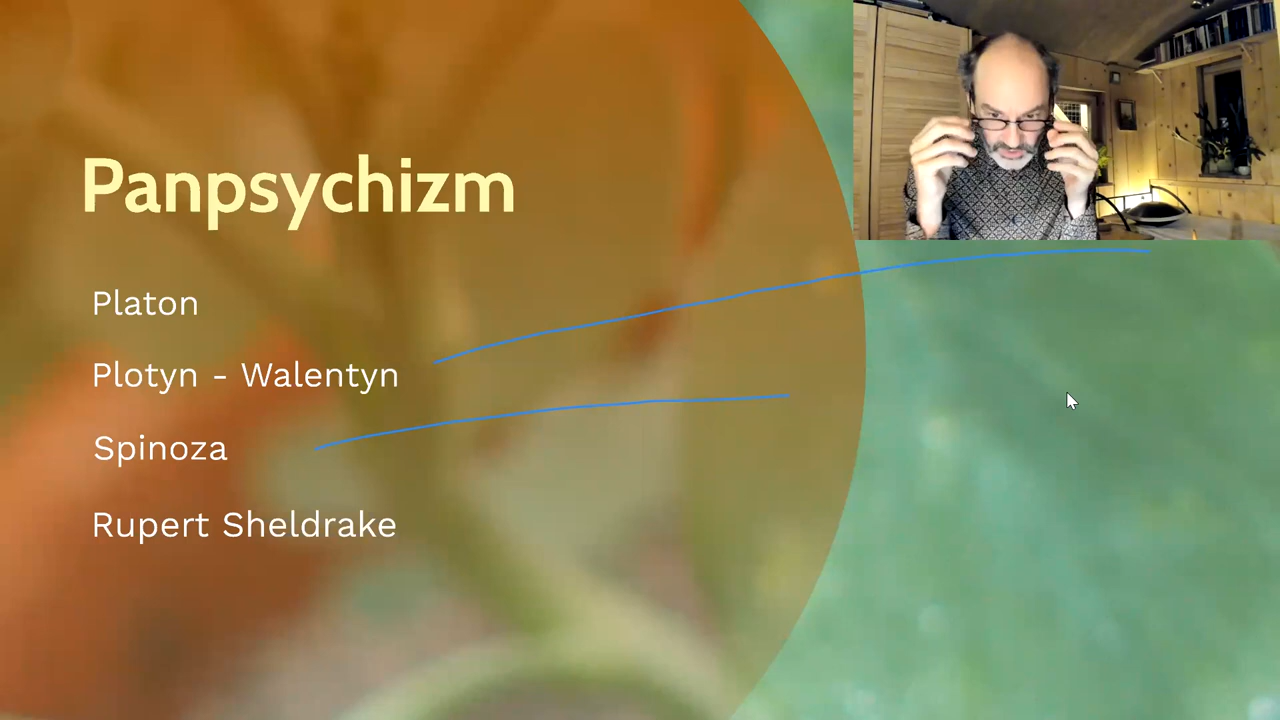 Panpsychizm
Platon
Plotyn - Walentyn
Spinoza
Rupert Sheldrake